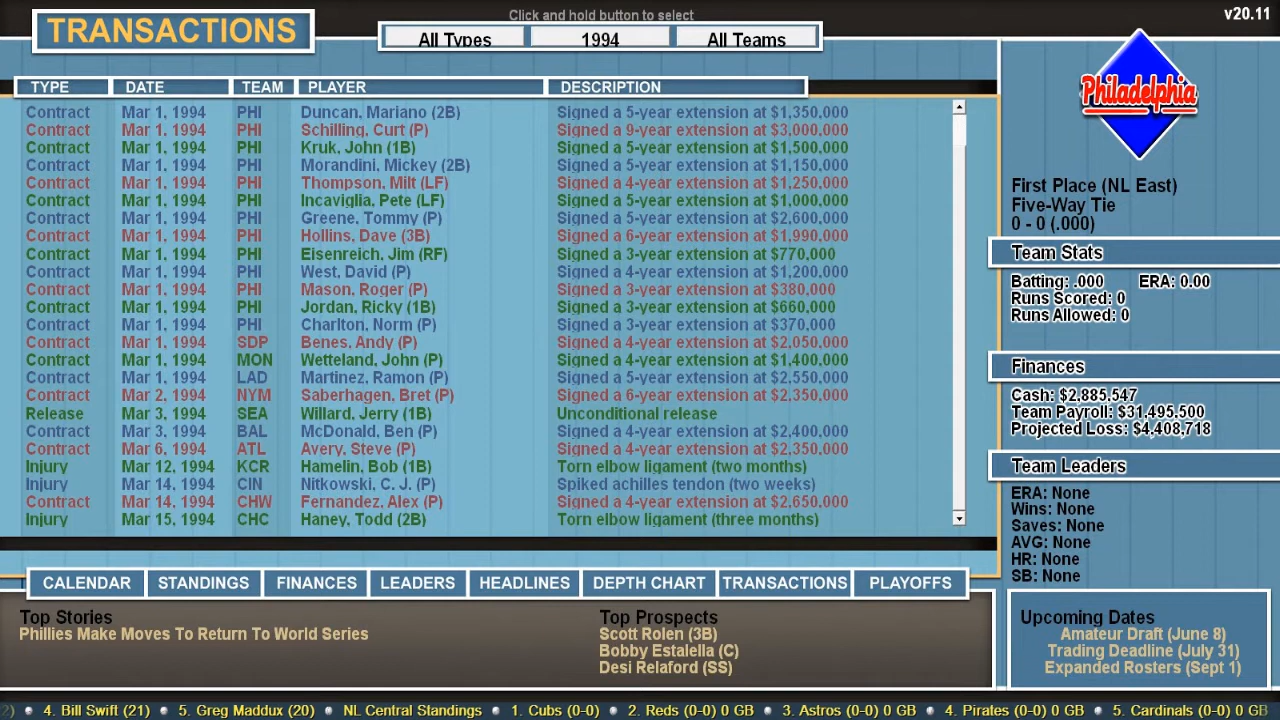 Click and hold button to select
v20.11
TRANSACTIONS
All Types 1994 All Teams
TYPE DATE TEAM PLAYER DESCRIPTION
Contract Mar 1, 1994 PHI Duncan, Mariano (2B) Signed a 5-year extension at $1,350,000
Contract Mar 1, 1994 PHI Schilling, Curt (P) Signed a 9-year extension at $3,000,000
Contract Mar 1, 1994 PHI Kruk, John (1B) Signed a 5-year extension at $1,500,000
Contract Mar 1, 1994 PHI Morandini, Mickey (2B) Signed a 5-year extension at $1,150,000
Contract Mar 1, 1994 PHI Thompson, Milt (LF) Signed a 4-year extension at $1,250,000
Contract Mar 1, 1994 PHI Incaviglia, Pete (LF) Signed a 5-year extension at $1,000,000
Contract Mar 1, 1994 PHI Greene, Tommy (P) Signed a 5-year extension at $2,600,000
Contract Mar 1, 1994 PHI Hollins, Dave (3B) Signed a 6-year extension at $1,990,000
Contract Mar 1, 1994 PHI Eisenreich, Jim (RF) Signed a 3-year extension at $770,000
Contract Mar 1, 1994 PHI West, David (P) Signed a 4-year extension at $1,200,000
Contract Mar 1, 1994 PHI Mason, Roger (P) Signed a 3-year extension at $380,000
Contract Mar 1, 1994 PHI Jordan, Ricky (1B) Signed a 3-year extension at $660,000
Contract Mar 1, 1994 PHI Charlton, Norm (P) Signed a 3-year extension at $370,000
Contract Mar 1, 1994 SDP Benes, Andy (P) Signed a 4-year extension at $2,050,000
Contract Mar 1, 1994 MON Wetteland, John (P) Signed a 4-year extension at $1,400,000
Contract Mar 1, 1994 LAD Martinez, Ramon (P) Signed a 5-year extension at $2,550,000
Contract Mar 2, 1994 NYM Saberhagen, Bret (P) Signed a 6-year extension at $2,350,000
Release Mar 3, 1994 SEA Willard, Jerry (1B) Unconditional release
Contract Mar 3, 1994 BAL McDonald, Ben (P) Signed a 4-year extension at $2,400,000
Contract Mar 6, 1994 ATL Avery, Steve (P) Signed a 4-year extension at $2,350,000
Injury Mar 12, 1994 KCR Hamelin, Bob (1B) Torn elbow ligament (two months)
Injury Mar 14, 1994 CIN Nitkowski, C. J. (P) Spiked achilles tendon (two weeks)
Contract Mar 14, 1994 CHW Fernandez, Alex (P) Signed a 4-year extension at $2,650,000
Injury Mar 15, 1994 CHC Haney, Todd (2B) Torn elbow ligament (three months)
Philadelphia
First Place (NL East)
Five-Way Tie
0 - 0 (.000)
Team Stats
Batting: .000 ERA: 0.00
Runs Scored: 0
Runs Allowed: 0
Finances
Cash: $2,885,547
Team Payroll: $31,495,500
Projected Loss: $4,408,718
Team Leaders
ERA: None
Wins: None
Saves: None
AVG: None
HR: None
SB: None
CALENDAR STANDINGS FINANCES LEADERS HEADLINES DEPTH CHART TRANSACTIONS PLAYOFFS
Top Stories
Phillies Make Moves To Return To World Series
Top Prospects
Scott Rolen (3B)
Bobby Estalella (C)
Desi Relaford (SS)
Upcoming Dates
Amateur Draft (June 8)
Trading Deadline (July 31)
Expanded Rosters (Sept 1)
2) 4. Bill Swift (21) 5. Greg Maddux (20) NL Central Standings 1. Cubs (0-0) 2. Reds (0-0) 0 GB 3. Astros (0-0) 0 GB 4. Pirates (0-0) 0 GB 5. Cardinals (0-0) 0 GB